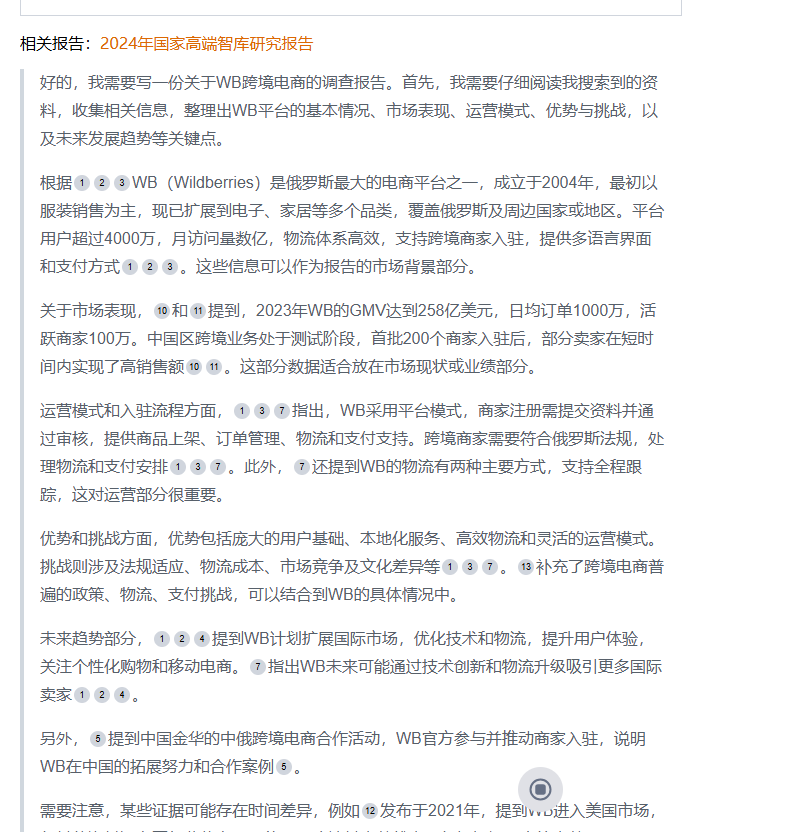 相关报告：2024年国家高端智库研究报告
好的，我需要写一份关于WB跨境电商的调查报告。首先，我需要仔细阅读我搜索到的资
料，收集相关信息，整理出WB平台的基本情况、市场表现、运营模式、优势与挑战，以
及未来发展趋势等关键点。
根据 1 2 3 WB（Wildberries）是俄罗斯最大的电商平台之一，成立于2004年，最初以
服装销售为主，现已扩展到电子、家居等多个品类，覆盖俄罗斯及周边国家或地区。平台
用户超过4000万，月访问量数亿，物流体系高效，支持跨境商家入驻，提供多语言界面
和支付方式 1 2 3 。这些信息可以作为报告的市场背景部分。
关于市场表现， 10 和 11 提到，2023年WB的GMV达到258亿美元，日均订单1000万，活
跃商家100万。中国区跨境业务处于测试阶段，首批200个商家入驻后，部分卖家在短时
间内实现了高销售额 10 11 。这部分数据适合放在市场现状或业绩部分。
运营模式和入驻流程方面， 1 3 7 指出，WB采用平台模式，商家注册需提交资料并通
过审核，提供商品上架、订单管理、物流和支付支持。跨境商家需要符合俄罗斯法规，处
理物流和支付安排 1 3 7 。此外， 7 还提到WB的物流有两种主要方式，支持全程跟
踪，这对运营部分很重要。
优势和挑战方面，优势包括庞大的用户基础、本地化服务、高效物流和灵活的运营模式。
挑战则涉及法规适应、物流成本、市场竞争及文化差异等 1 3 7 。 13 补充了跨境电商普
遍的政策、物流、支付挑战，可以结合到WB的具体情况中。
未来趋势部分， 1 2 4 提到WB计划扩展国际市场，优化技术和物流，提升用户体验，
关注个性化购物和移动电商。 7 指出WB未来可能通过技术创新和物流升级吸引更多国际
卖家 1 2 4 。
另外， 5 提到中国金华的中俄跨境电商合作活动，WB官方参与并推动商家入驻，说明
WB在中国的拓展努力和合作案例 5 。
需要注意，某些证据可能存在时间差异，例如 12 发布于2021年，提到WB进入美国市场，